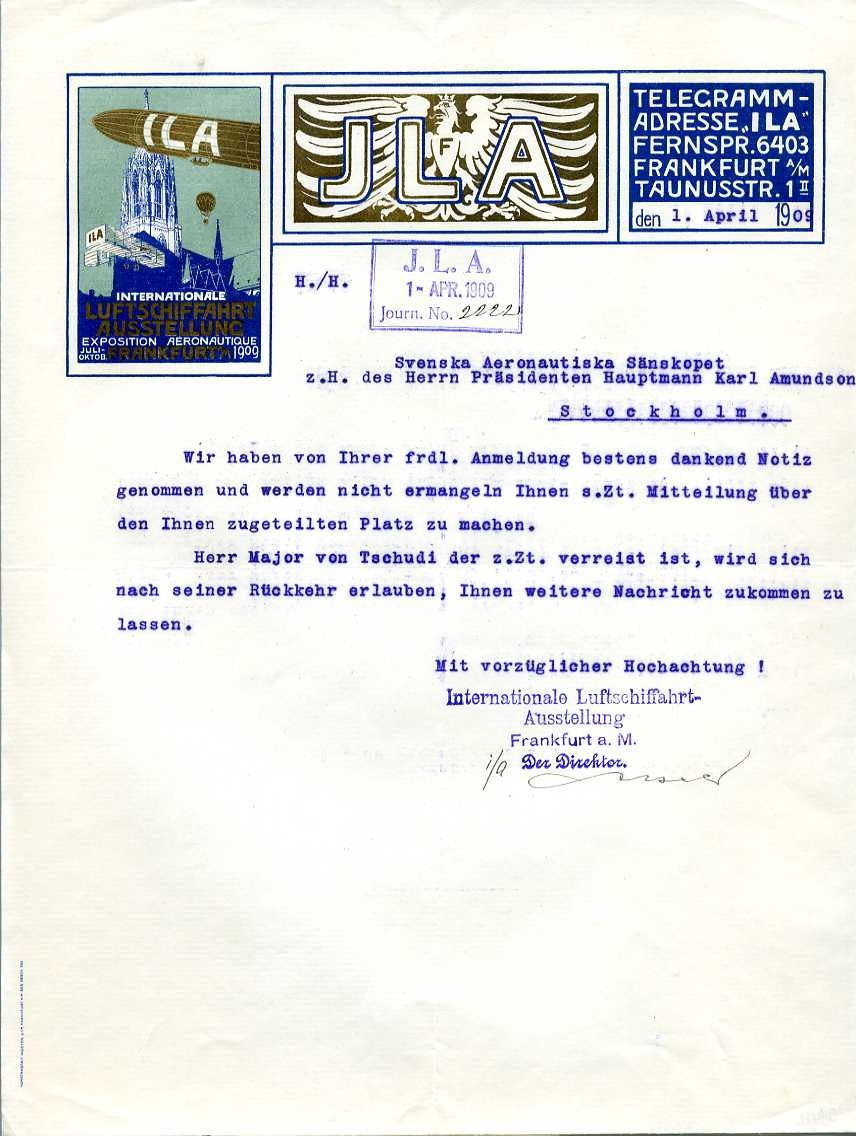 ILA
ILA
INTERNATIONALE
LUFTSCHIFFAHRT
AUSSTELLUNG
EXPOSITION AERONAUTIQUE
JULI-
OKTOB. FRANKFURT A/M 1909
JLA
F
TELEGRAMM-
ADRESSE „ILA“
FERNSPR. 6403
FRANKFURT A/M
TAUNUSSTR. 1 II
den 1. April 1909
H./H.
J. L. A.
1- APR. 1909
Journ. No. 2222
Svenska Aeronautiska Sänskopet
z.H. des Herrn Präsidenten Hauptmann Karl Amundson
Stockholm.
Wir haben von Ihrer frdl. Anmeldung bestens dankend Notiz
genommen und werden nicht ermangeln Ihnen s.Zt. Mitteilung über
den Ihnen zugeteilten Platz zu machen.
Herr Major von Tschudi der z.Zt. verreist ist, wird sich
nach seiner Rückkehr erlauben, Ihnen weitere Nachricht zukommen zu
lassen.
Mit vorzüglicher Hochachtung !
Internationale Luftschiffahrt-
Ausstellung
Frankfurt a. M.
i/a Der Direktor.